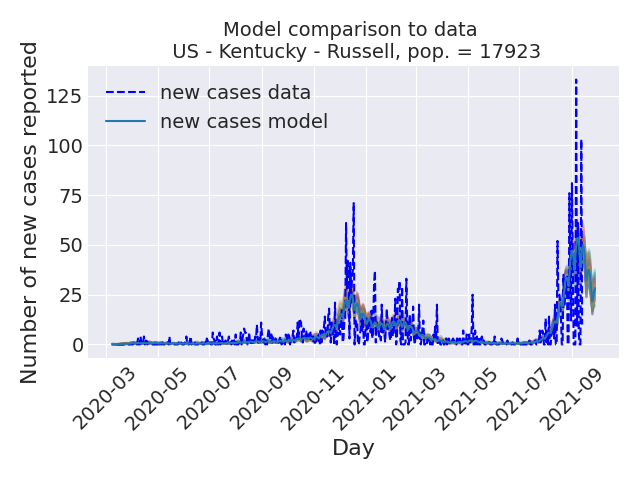 Model comparison to data
US - Kentucky - Russell, pop. = 17923
Number of new cases reported
125
100
75
50
25
0
new cases data
new cases model
2020-03
2020-05
2020-07
2020-09
2020-11
2021-01
2021-03
2021-05
2021-07
2021-09
Day